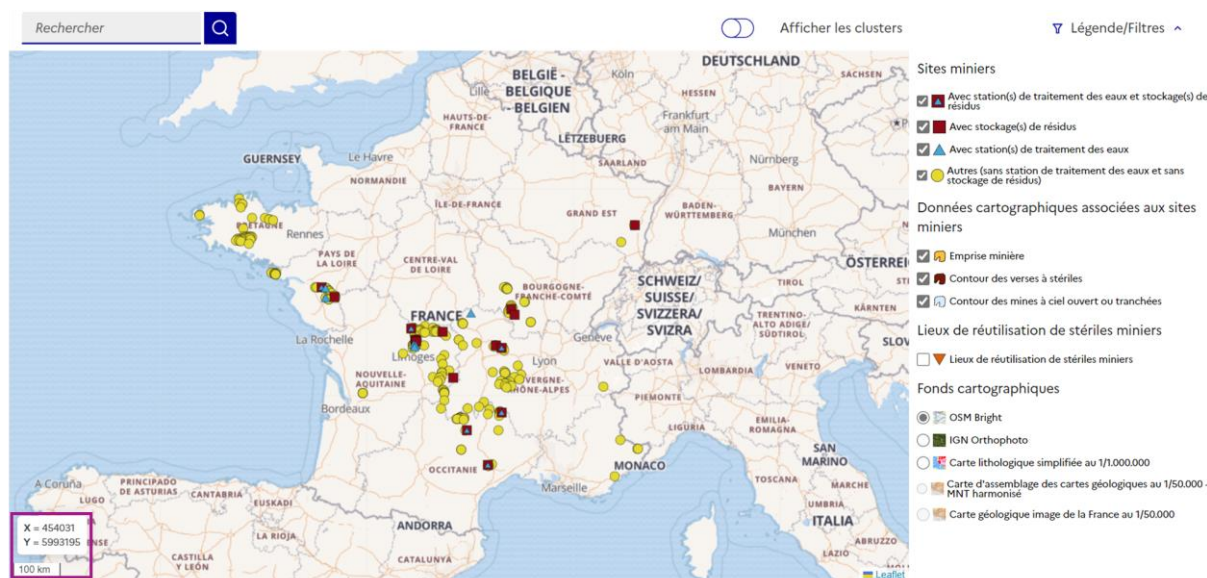 Rechercher
Afficher les clusters
Légende/Filtres
Sites miniers
Avec station(s) de traitement des eaux et stockage(s) de
résidus
Avec stockage(s) de résidus
Avec station(s) de traitement des eaux
Autres (sans station de traitement des eaux et sans
stockage de résidus)
Données cartographiques associées aux sites
miniers
Emprise minière
Contour des verses à stériles
Contour des mines à ciel ouvert ou tranchées
Lieux de réutilisation de stériles miniers
Lieux de réutilisation de stériles miniers
Fonds cartographiques
OSM Bright
IGN Orthophoto
Carte lithologique simplifiée au 1/1.000.000
Carte d'assemblage des cartes géologiques au 1/50.000 -
MNT harmonisé
Carte géologique image de la France au 1/50.000
DEUTSCHLAND
BELGIË -
BELGIQUE
- BELGIEN
Köln
SACHSEN
HESSEN
Lille
HAUTS-DE-
FRANCE
Frankfurt
am Main
LËTZEBUERG
GUERNSEY
Le Havre
SAARLAND
Nürnberg
NORMANDIE
BAYERN
ÎLE-DE-FRANCE
BADEN-
WÜRTTEMBERG
GRAND EST
BRETAGNE
Rennes
München
PAYS DE
LA LOIRE
CENTRE-VAL
DE LOIRE
ÖSTERREIC
BOURGOGNE-
FRANCHE-COMTÉ
SCHWEIZ/
SUISSE/
SVIZZERA/
SVIZRA
TIROL
KÄRNTEN
FRANCE
TRENTINO-
ALTO ADIGE/
SÜDTIROL
La Rochelle
Genève
SLOV
Limoges
Lyon
VALLE D'AOSTA
LOMBARDIA
VENETO
NOUVELLE-
AQUITAINE
AUVERGNE-
RHÔNE-ALPES
PIEMONTE
Bordeaux
EMILIA-
ROMAGNA
LIGURIA
SAN
MARINO
OCCITANIE
MONACO
MARCHE
A Coruña
PRINCIPADO
DE ASTURIAS
CANTABRIA
EUSKADI
Marseille
TOSCANA
LUGO
UMBRIA
LA RIOJA
ANDORRA
ITALIA
X = 454031
Y = 5993195
ENSE
CASTILLA
Y LEÓN
CATALUNYA
ABRUZZO
LAZIO
100 km
Leaflet